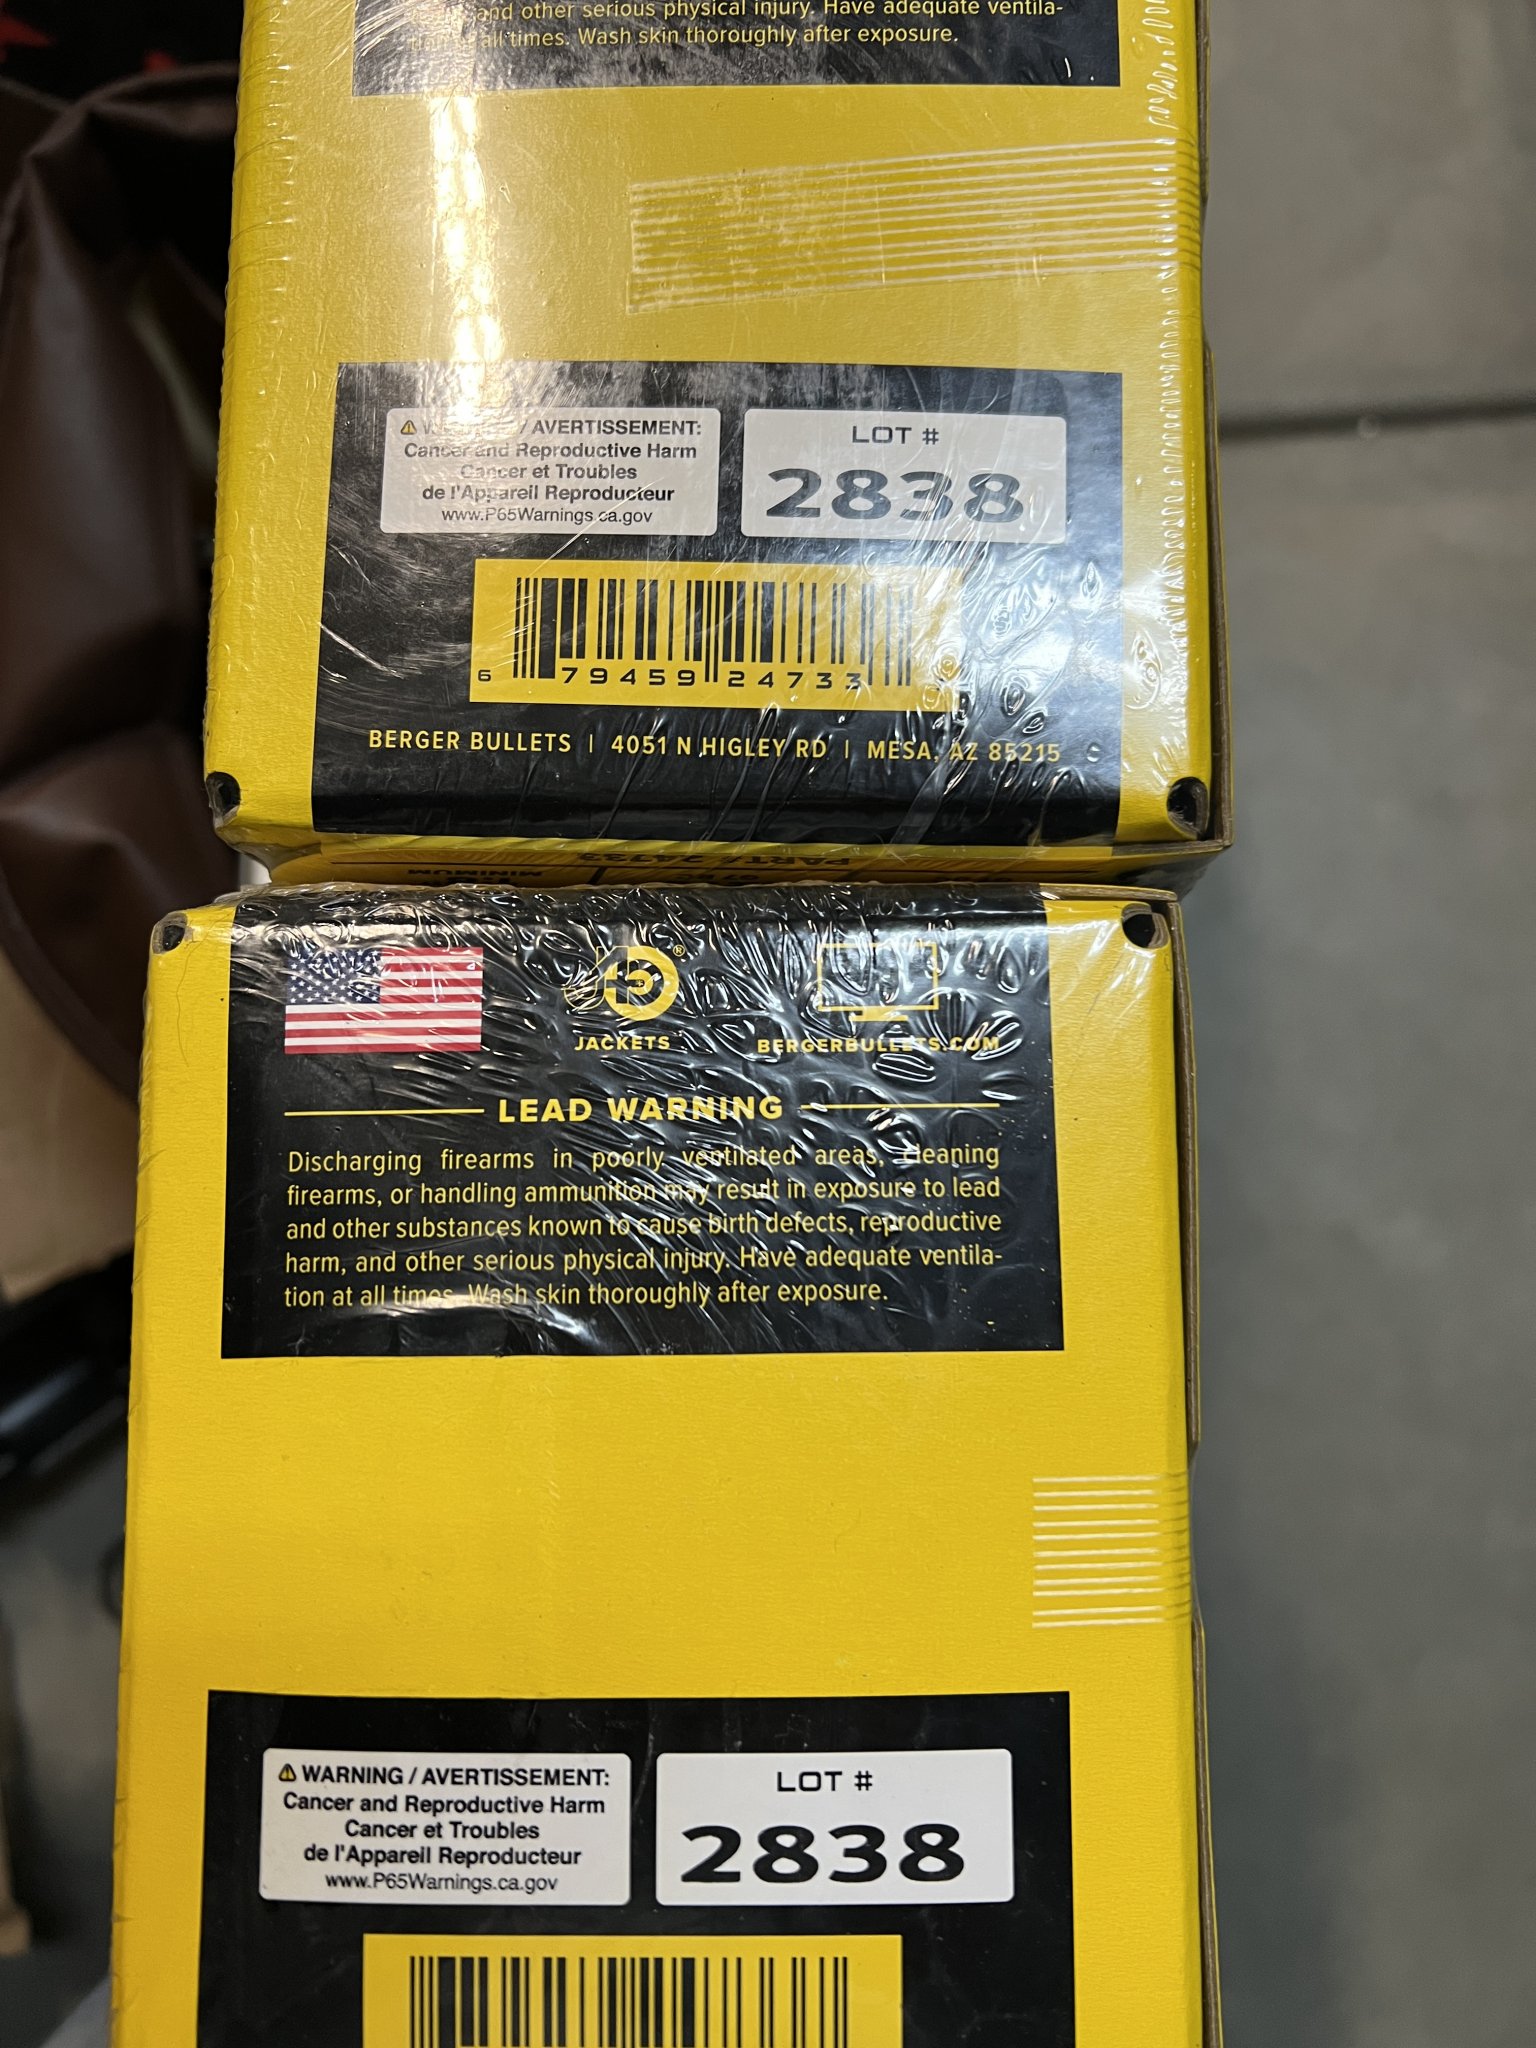 and other serious physical injury. Have adequate ventila-
all times. Wash skin thoroughly after exposure.
/ AVERTISSEMENT:
Cancer and Reproductive Harm
Cancer et Troubles
de l'Appareil Reproducteur
www.P65Warnings.ca.gov
LOT #
2838
6 79459 24733
BERGER BULLETS | 4051 N HIGLEY RD | MESA, AZ 85215
PART# 24733
MINIMUM
JACKETS
BERGERBULLETS.COM
LEAD WARNING
Discharging firearms in poorly ventilated areas, cleaning
firearms, or handling ammunition may result in exposure to lead
and other substances known to cause birth defects, reproductive
harm, and other serious physical injury. Have adequate ventila-
tion at all times. Wash skin thoroughly after exposure.
WARNING / AVERTISSEMENT:
Cancer and Reproductive Harm
Cancer et Troubles
de l'Appareil Reproducteur
www.P65Warnings.ca.gov
LOT #
2838